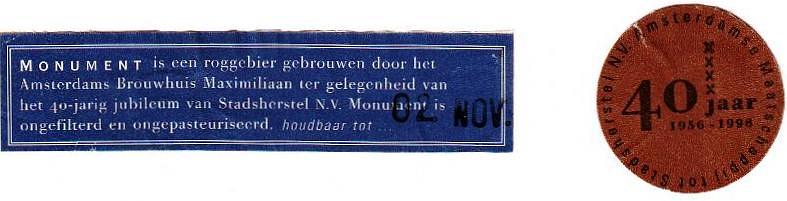 MONUMENT is een roggebier gebrouwen door het
Amsterdams Brouwhuis Maximiliaan ter gelegenheid van
het 40-jarig jubileum van Stadsherstel N.V. Monument is
ongefilterd en ongepasteuriseerd. houdbaar tot ...
02 NOV.
Amsterdamse Maatschappij tot Stadsherstel N.V.
XXX
40 jaar
1956 - 1996